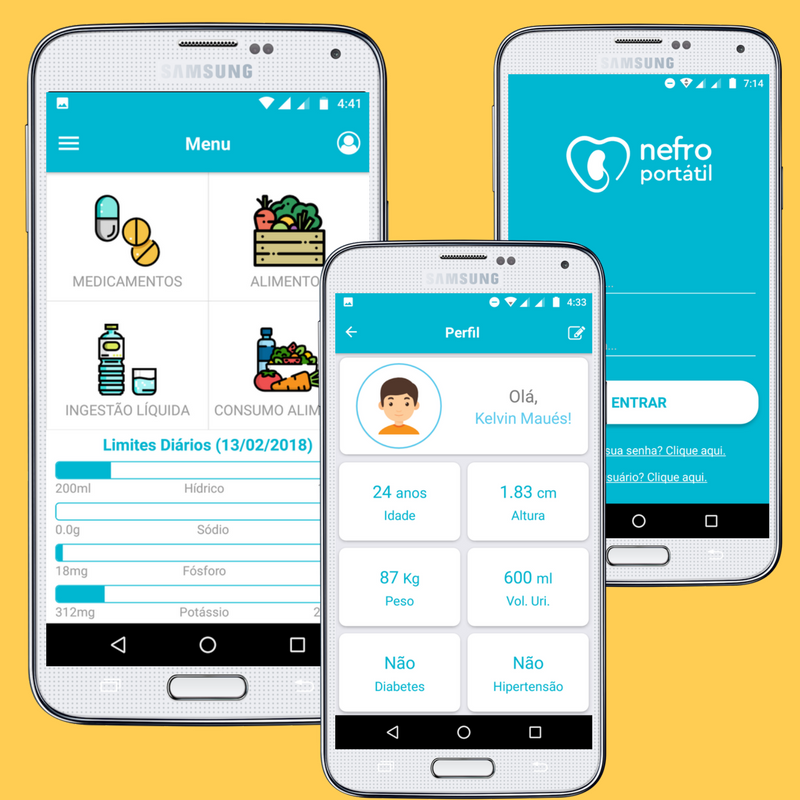 SAMSUNG
4:41
Menu
MEDICAMENTOS
ALIMENTO
INGESTÃO LÍQUIDA
CONSUMO ALIM
Limites Diários (13/02/2018)
200ml
Hídrico
0.0g
Sódio
18mg
Fósforo
312mg
Potássio
2
SAMSUNG
4:33
Perfil
Olá,
Kelvin Maués!
24 anos
Idade
1.83 cm
Altura
87 Kg
Peso
600 ml
Vol. Uri.
Não
Diabetes
Não
Hipertensão
SAMSUNG
7:14
nefro
portátil
ENTRAR
sua senha? Clique aqui.
suário? Clique aqui.